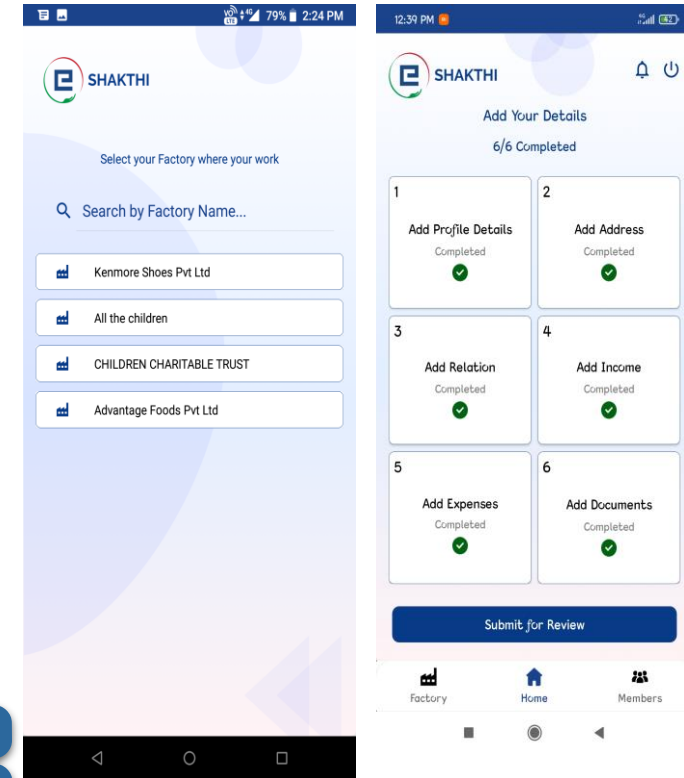 79% 2:24 PM
SHAKTHI
Select your Factory where your work
Search by Factory Name...
Kenmore Shoes Pvt Ltd
All the children
CHILDREN CHARITABLE TRUST
Advantage Foods Pvt Ltd
12:39 PM
SHAKTHI
Add Your Details
6/6 Completed
1
Add Profile Details
Completed
2
Add Address
Completed
3
Add Relation
Completed
4
Add Income
Completed
5
Add Expenses
Completed
6
Add Documents
Completed
Submit for Review
Factory
Home
Members